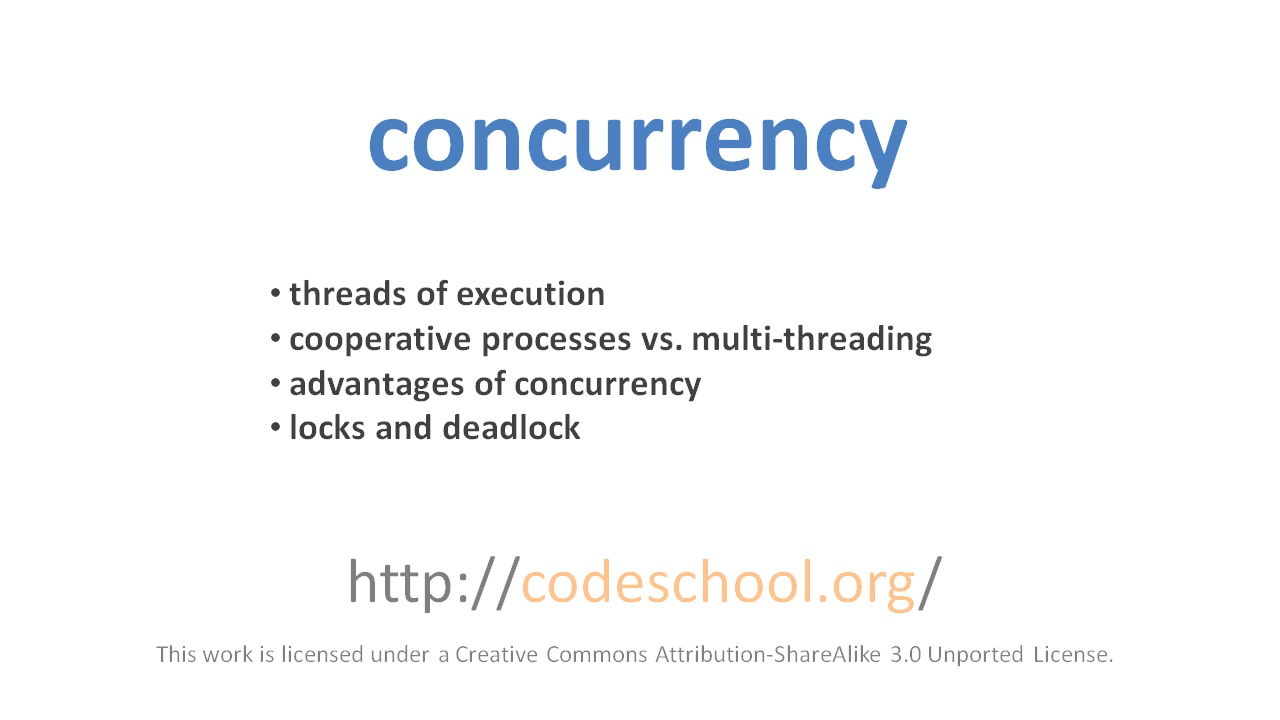 concurrency
• threads of execution
• cooperative processes vs. multi-threading
• advantages of concurrency
• locks and deadlock
http://codeschool.org/
This work is licensed under a Creative Commons Attribution-ShareAlike 3.0 Unported License.